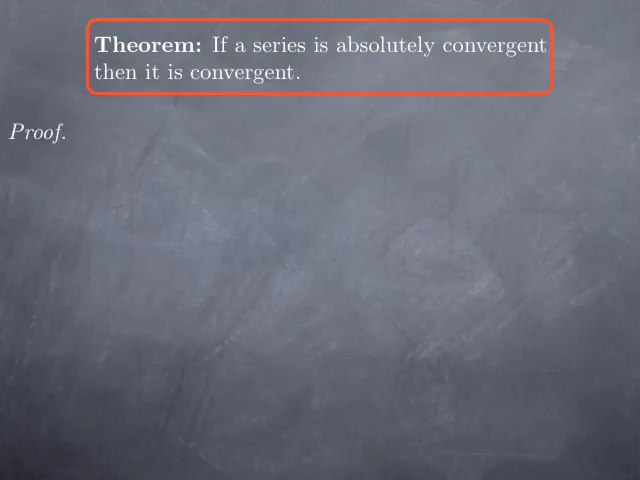 Theorem: If a series is absolutely convergent
then it is convergent.
Proof.